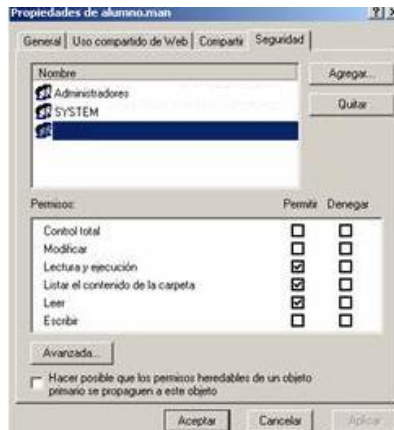 Propiedades de alumno.man
General Uso compartido de Web Compartir Seguridad
Nombre Agregar...
Administradores
SYSTEM Quitar
Permisos: Permitir Denegar
Control total
Modificar
Lectura y ejecución
Listar el contenido de la carpeta
Leer
Escribir
Avanzada...
Hacer posible que los permisos heredables de un objeto
primario se propaguen a este objeto
Aceptar Cancelar Aplicar